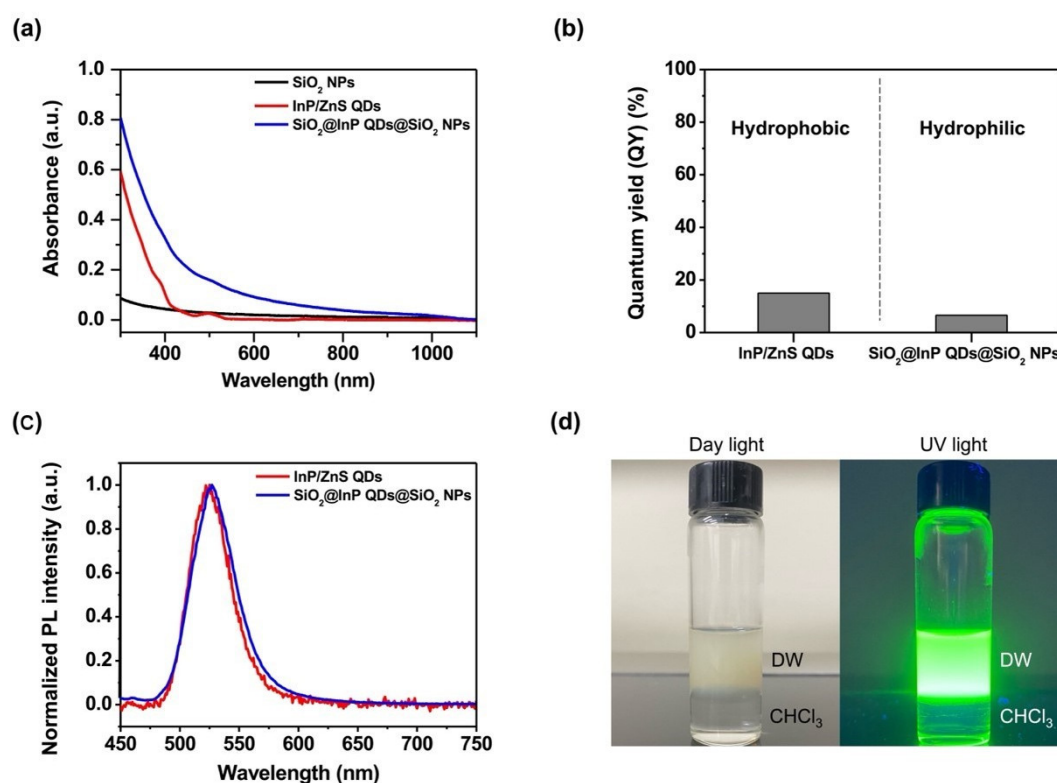 (a)
1.0
0.8
0.6
0.4
0.2
0.0
Absorbance (a.u.)
SiO₂ NPs
InP/ZnS QDs
SiO₂@InP QDs@SiO₂ NPs
400 600 800 1000
Wavelength (nm)
(b)
100
80
60
40
20
0
Quantum yield (QY) (%)
Hydrophobic
Hydrophilic
InP/ZnS QDs
SiO₂@InP QDs@SiO₂ NPs
(c)
1.0
0.8
0.6
0.4
0.2
0.0
Normalized PL intensity (a.u.)
InP/ZnS QDs
SiO₂@InP QDs@SiO₂ NPs
450 500 550 600 650 700 750
Wavelength (nm)
(d)
Day light
UV light
DW
CHCl₃
DW
CHCl₃